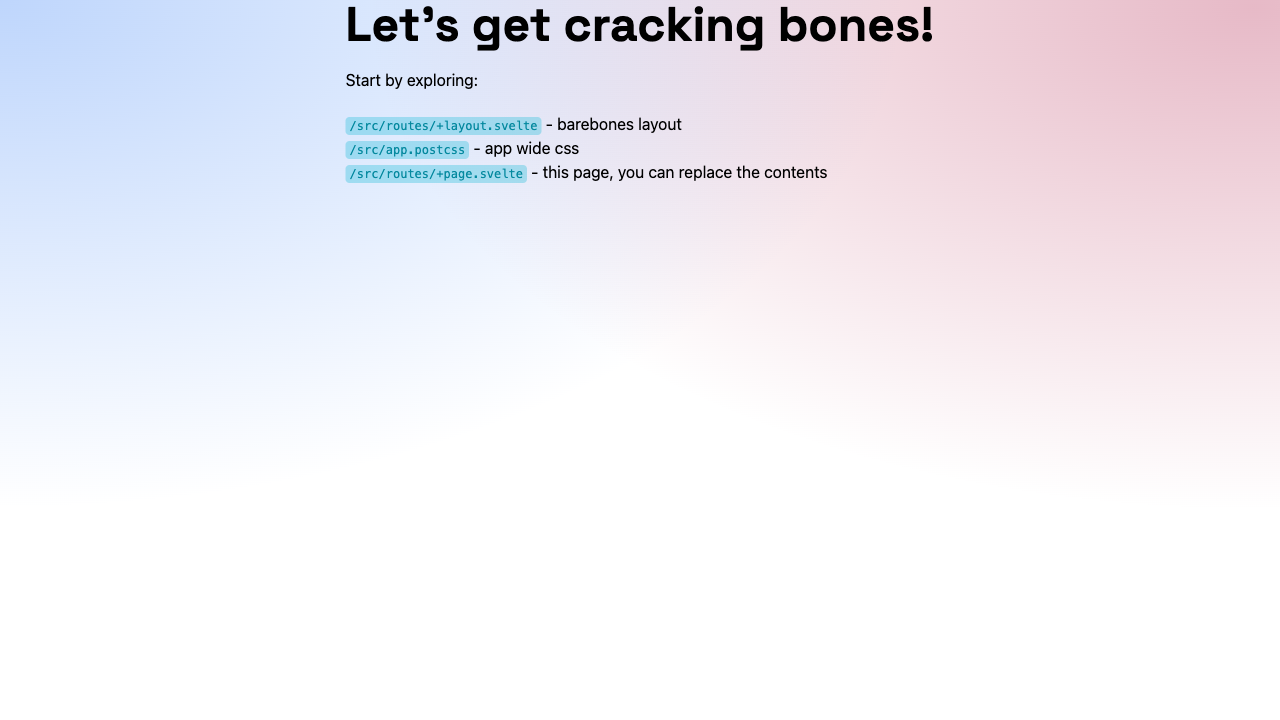 Let's get cracking bones!
Start by exploring:
/src/routes/+layout.svelte - barebones layout
/src/app.postcss - app wide css
/src/routes/+page.svelte - this page, you can replace the contents